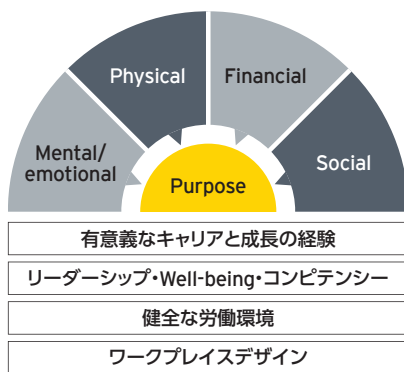 Physical
Financial
Mental/
emotional
Social
Purpose
有意義なキャリアと成長の経験
リーダーシップ・Well-being・コンピテンシー
健全な労働環境
ワークプレイスデザイン